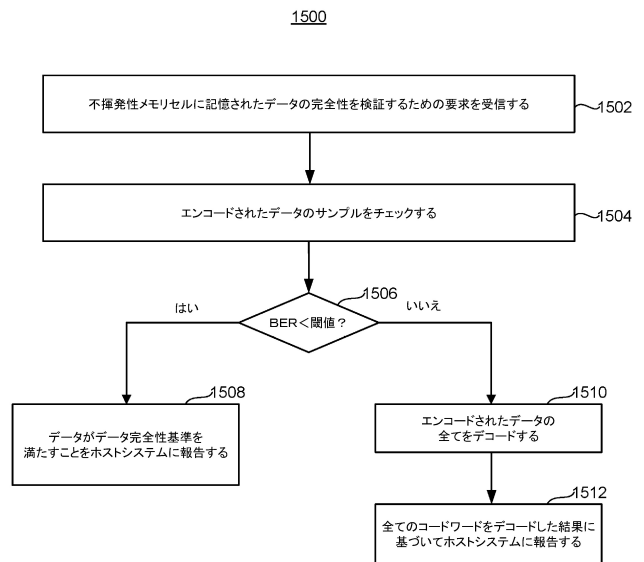 1500
不揮発性メモリセルに記憶されたデータの完全性を検証するための要求を受信する
1502
エンコードされたデータのサンプルをチェックする
1504
1506
BER<閾値？
はい
いいえ
1508
データがデータ完全性基準を
満たすことをホストシステムに報告する
1510
エンコードされたデータの
全てをデコードする
1512
全てのコードワードをデコードした結果に
基づいてホストシステムに報告する